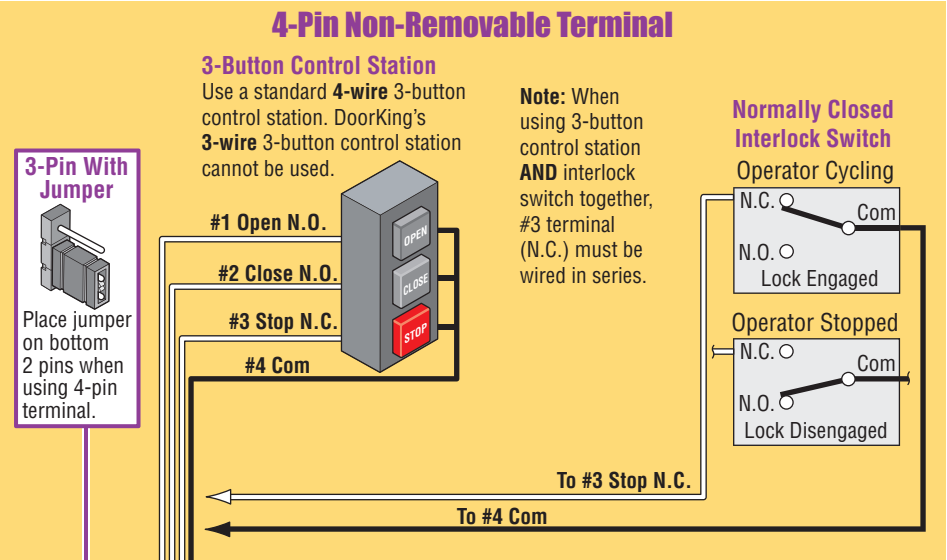 4-Pin Non-Removable Terminal
3-Button Control Station
Use a standard 4-wire 3-button
control station. DoorKing's
3-wire 3-button control station
cannot be used.
Note: When
using 3-button
control station
AND interlock
switch together,
#3 terminal
(N.C.) must be
wired in series.
Normally Closed
Interlock Switch
Operator Cycling
N.C.
Com
N.O.
Lock Engaged
Operator Stopped
N.C.
Com
N.O.
Lock Disengaged
3-Pin With
Jumper
Place jumper
on bottom
2 pins when
using 4-pin
terminal.
#1 Open N.O.
#2 Close N.O.
#3 Stop N.C.
#4 Com
OPEN
CLOSE
STOP
To #3 Stop N.C.
To #4 Com